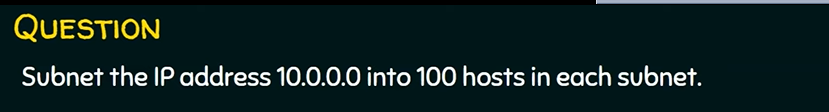 Question
Subnet the IP address 10.0.0.0 into 100 hosts in each subnet.